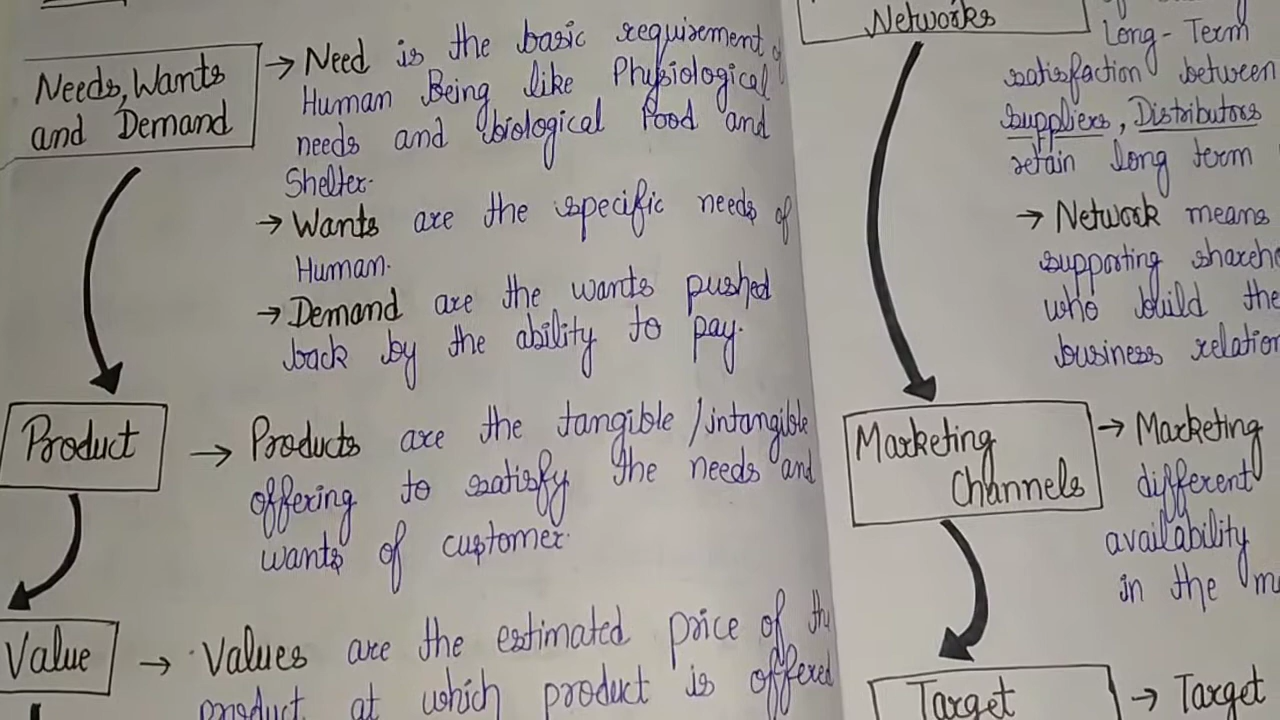 Needs, Wants
and Demand
→ Need is the basic requirement of
Human Being like Physiological
needs and biological Food and
Shelter.
→ Wants are the specific needs of
Human.
→ Demand are the wants pushed
back by the ability to pay.
Product
→ Products are the tangible / intangible
offering to satisfy the needs and
wants of customer.
Value
→ Values are the estimated price of the
product at which product is offered
Networks
Long-Term
satisfaction between
suppliers, Distributors
retain long term
→ Network means
supporting
who build the
business
Marketing
Channels
→ Marketing
different
availability
in the
Target
→ Target